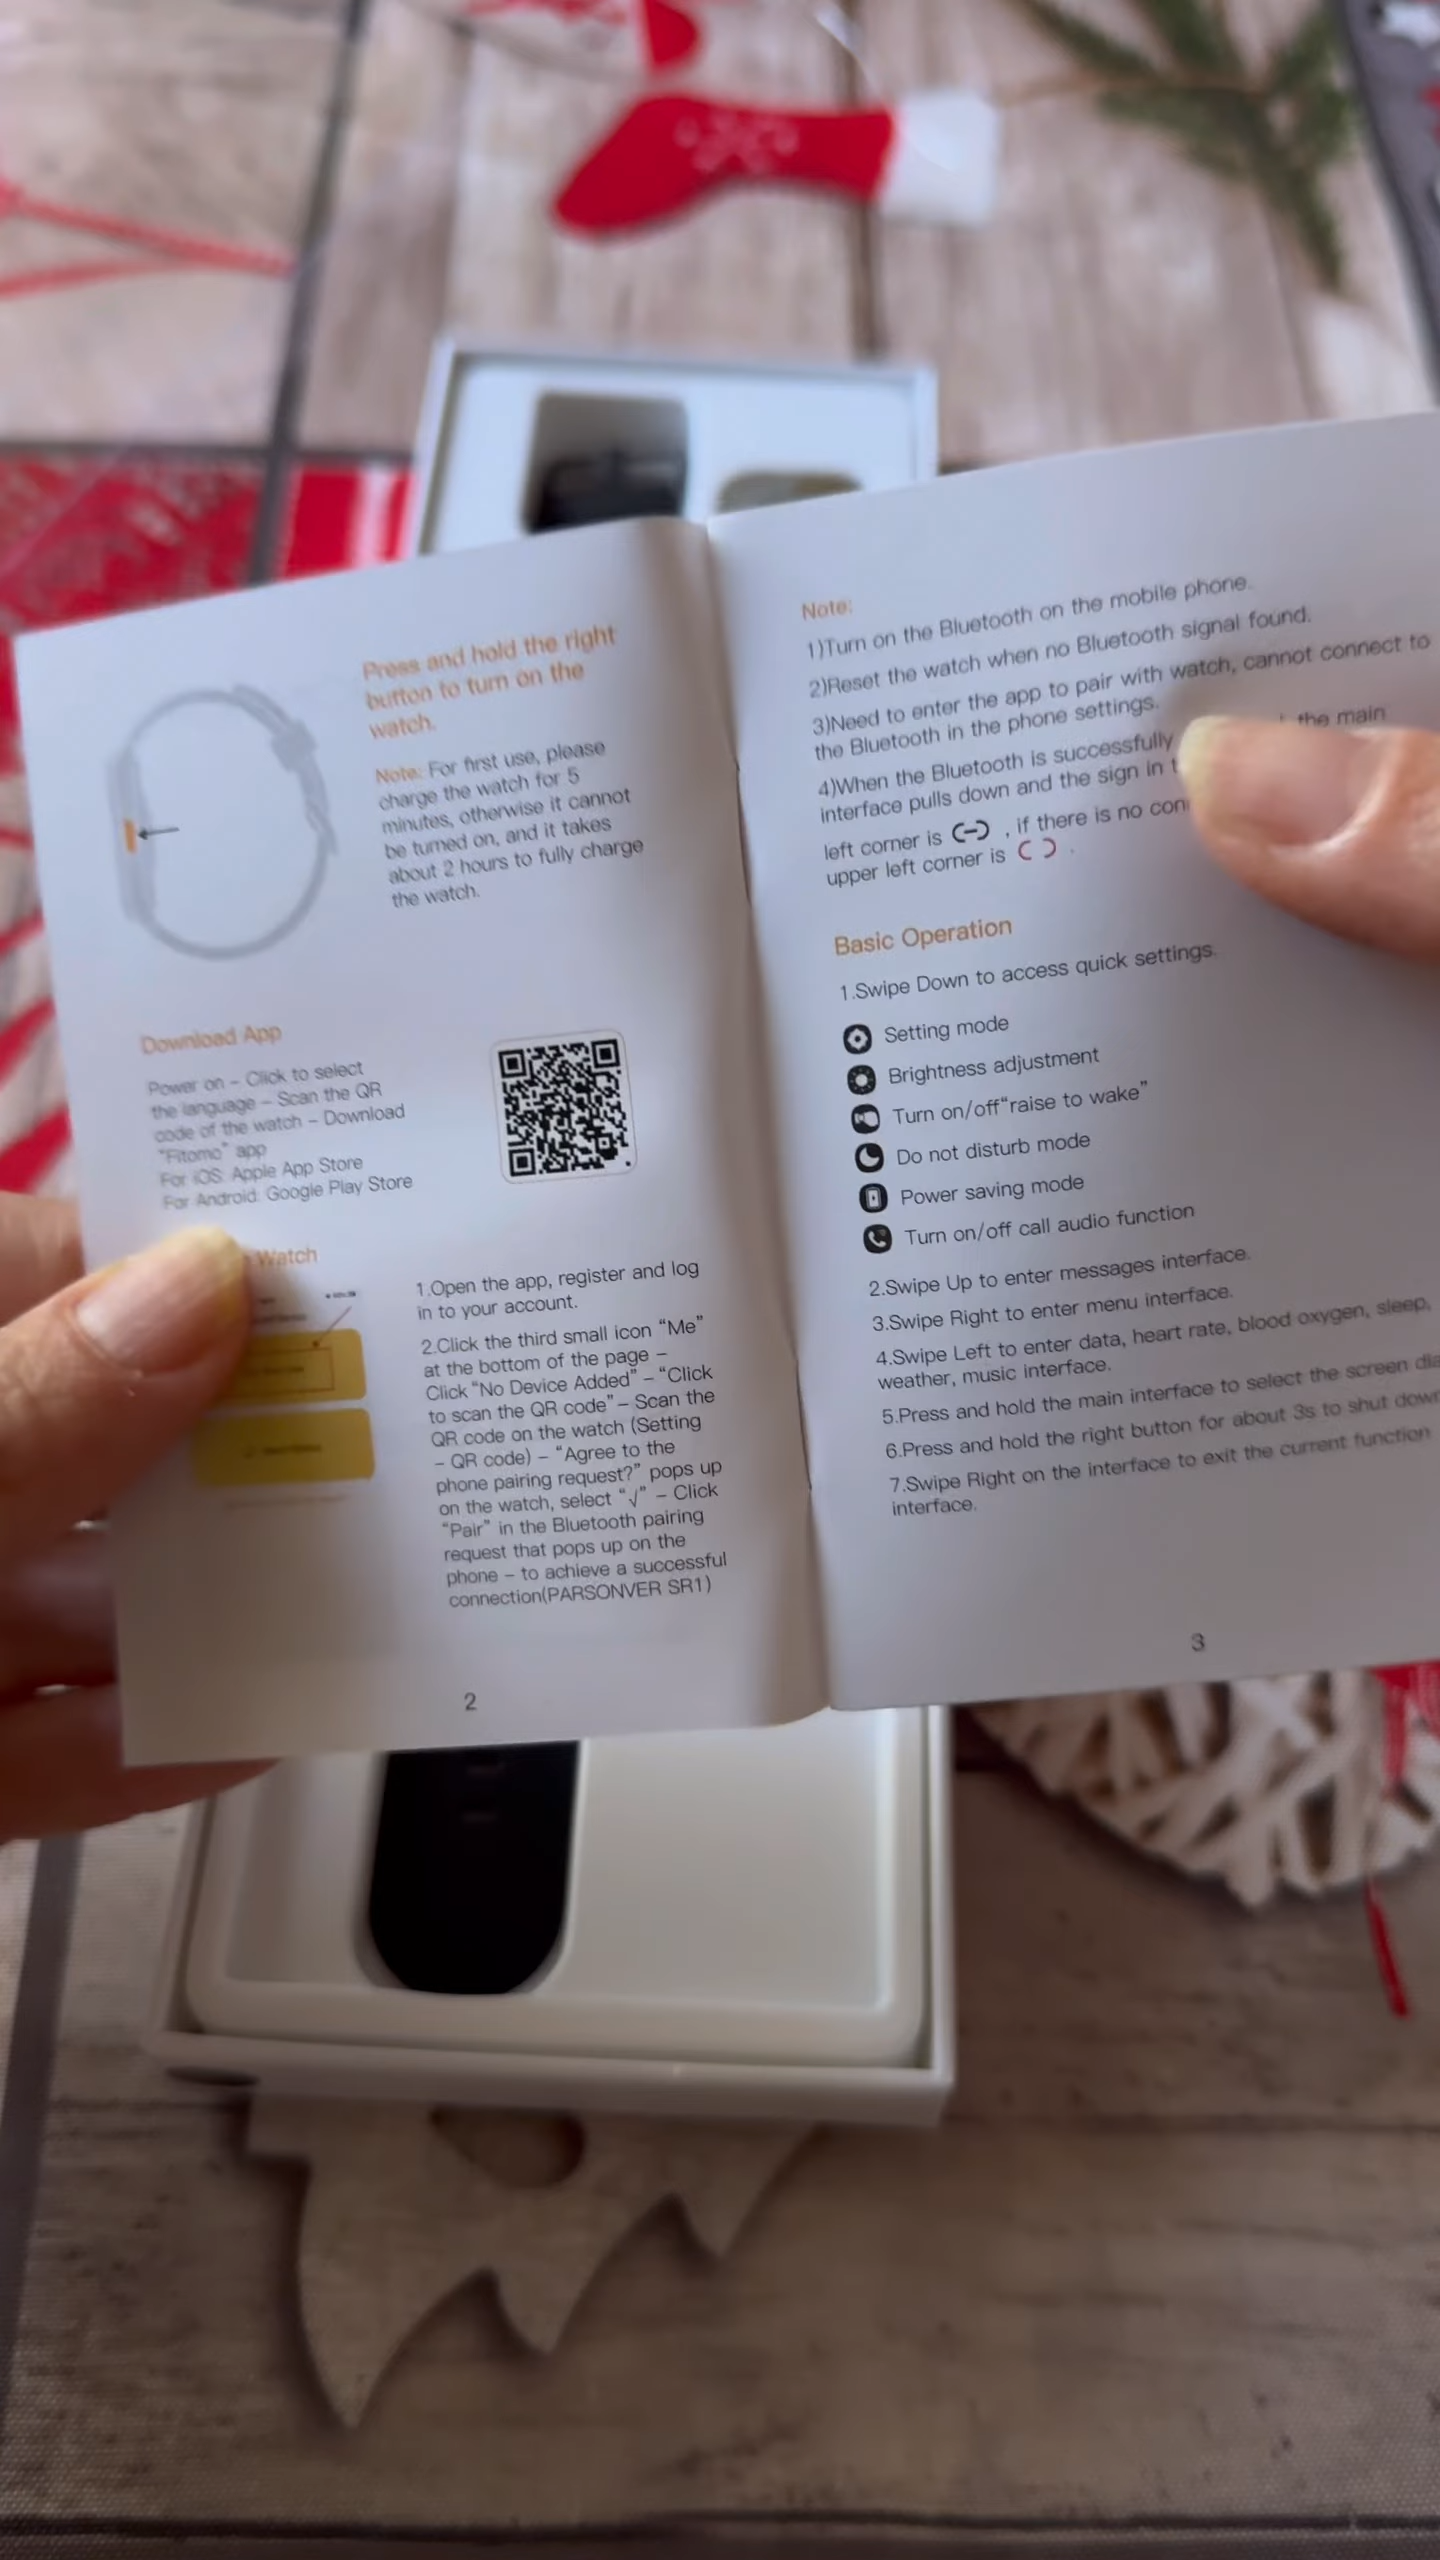 Press and hold the right
button to turn on the
watch.
Note: For first use, please
charge the watch for 5
minutes, otherwise it cannot
be turned on, and it takes
about 2 hours to fully charge
the watch.
Download App
Power on – Click to select
the language – Scan the QR
code of the watch – Download
“Fitomo” app
For iOS: Apple App Store
For Android: Google Play Store
Watch
1.Open the app, register and log
in to your account.
2.Click the third small icon “Me”
at the bottom of the page –
Click “No Device Added” – “Click
to scan the QR code” – Scan the
QR code on the watch (Setting
– QR code) – “Agree to the
phone pairing request?” pops up
on the watch, select “√” – Click
“Pair” in the Bluetooth pairing
request that pops up on the
phone – to achieve a successful
connection(PARSONVER SR1)
2
Note:
1)Turn on the Bluetooth on the mobile phone.
2)Reset the watch when no Bluetooth signal found.
3)Need to enter the app to pair with watch, cannot connect to
the Bluetooth in the phone settings.
4)When the Bluetooth is successfully the main
interface pulls down and the sign in
left corner is , if there is no
upper left corner is .
Basic Operation
1.Swipe Down to access quick settings.
Setting mode
Brightness adjustment
Turn on/off“raise to wake”
Do not disturb mode
Power saving mode
Turn on/off call audio function
2.Swipe Up to enter messages interface.
3.Swipe Right to enter menu interface.
4.Swipe Left to enter data, heart rate, blood oxygen, sleep,
weather, music interface.
5.Press and hold the main interface to select the screen
6.Press and hold the right button for about 3s to shut down
7.Swipe Right on the interface to exit the current function
interface.
3